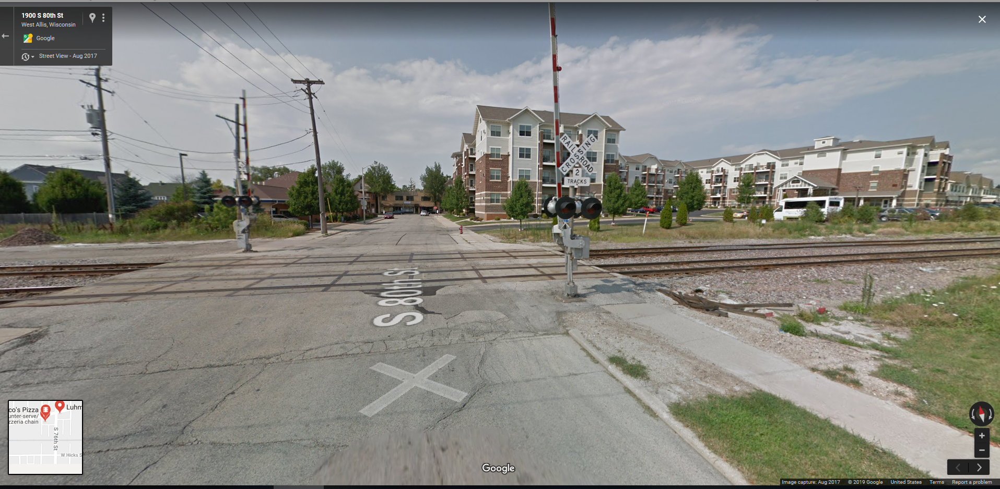 1900 S 80th St
West Allis, Wisconsin
Google
Street View - Aug 2017
RAILROAD
CROSSING
2
TRACKS
S 80th St
co's Pizza
unter-serve/
zzeria chain
Luhm
S 76th St
W Hicks S
Google
Image capture: Aug 2017 © 2019 Google United States Terms Report a problem